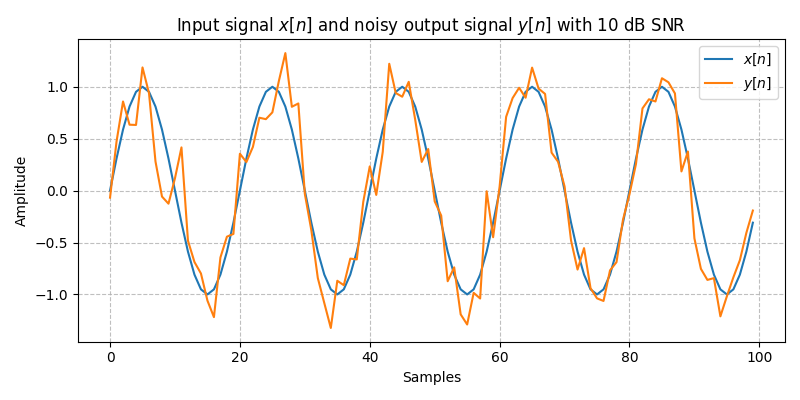 Input signal x[n] and noisy output signal y[n] with 10 dB SNR
x[n]
y[n]
Amplitude
1.0
0.5
0.0
−0.5
−1.0
0 20 40 60 80 100
Samples